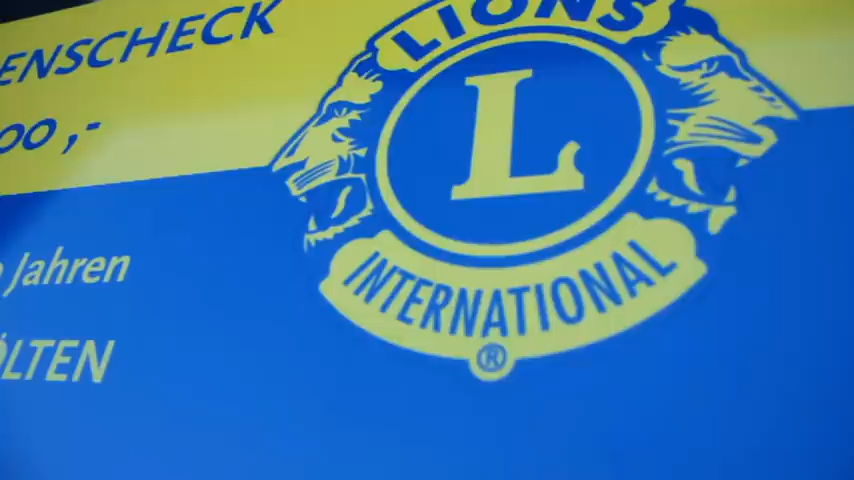 ENSCHECK
00,-
Jahren
ÖLTEN
LIONS
L
INTERNATIONAL
®